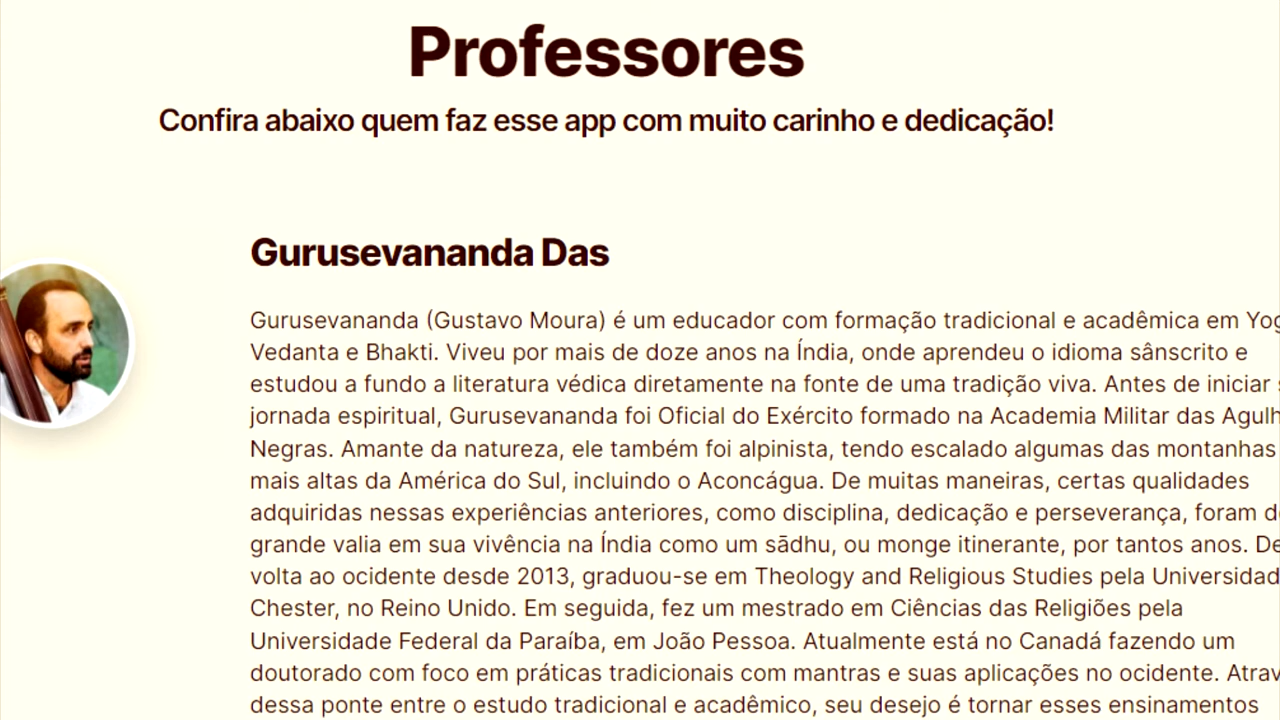 Professores
Confira abaixo quem faz esse app com muito carinho e dedicação!
Gurusevananda Das
Gurusevananda (Gustavo Moura) é um educador com formação tradicional e acadêmica em
Vedanta e Bhakti. Viveu por mais de doze anos na Índia, onde aprendeu o idioma sânscrito e
estudou a fundo a literatura védica diretamente na fonte de uma tradição viva. Antes de iniciar
jornada espiritual, Gurusevananda foi Oficial do Exército formado na Academia Militar das
Negras. Amante da natureza, ele também foi alpinista, tendo escalado algumas das montanhas
mais altas da América do Sul, incluindo o Aconcágua. De muitas maneiras, certas qualidades
adquiridas nessas experiências anteriores, como disciplina, dedicação e perseverança, foram
grande valia em sua vivência na Índia como um sādhu, ou monge itinerante, por tantos anos. De
volta ao ocidente desde 2013, graduou-se em Theology and Religious Studies pela
Chester, no Reino Unido. Em seguida, fez um mestrado em Ciências das Religiões pela
Universidade Federal da Paraíba, em João Pessoa. Atualmente está no Canadá fazendo um
doutorado com foco em práticas tradicionais com mantras e suas aplicações no ocidente.
dessa ponte entre o estudo tradicional e acadêmico, seu desejo é tornar esses ensinamentos